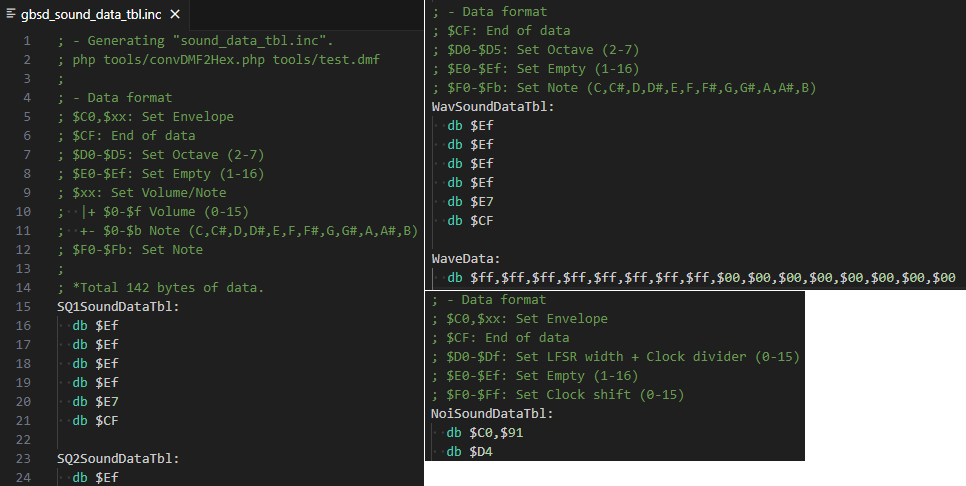 gbsd_sound_data_tbl.inc ×
1 ; - Generating "sound_data_tbl.inc".
2 ; php tools/convDMF2Hex.php tools/test.dmf
3 ;
4 ; - Data format
5 ; $C0,$xx: Set Envelope
6 ; $CF: End of data
7 ; $D0-$D5: Set Octave (2-7)
8 ; $E0-$Ef: Set Empty (1-16)
9 ; $xx: Set Volume/Note
10 ; |+ $0-$f Volume (0-15)
11 ; +- $0-$b Note (C,C#,D,D#,E,F,F#,G,G#,A,A#,B)
12 ; $F0-$Fb: Set Note
13 ;
14 ; *Total 142 bytes of data.
15 SQ1SoundDataTbl:
16 db $Ef
17 db $Ef
18 db $Ef
19 db $Ef
20 db $E7
21 db $CF
22
23 SQ2SoundDataTbl:
24 db $Ef
; - Data format
; $CF: End of data
; $D0-$D5: Set Octave (2-7)
; $E0-$Ef: Set Empty (1-16)
; $F0-$Fb: Set Note (C,C#,D,D#,E,F,F#,G,G#,A,A#,B)
WavSoundDataTbl:
db $Ef
db $Ef
db $Ef
db $Ef
db $E7
db $CF
WaveData:
db $ff,$ff,$ff,$ff,$ff,$ff,$ff,$ff,$00,$00,$00,$00,$00,$00,$00,$00
; - Data format
; $C0,$xx: Set Envelope
; $CF: End of data
; $D0-$Df: Set LFSR width + Clock divider (0-15)
; $E0-$Ef: Set Empty (1-16)
; $F0-$Ff: Set Clock shift (0-15)
NoiSoundDataTbl:
db $C0,$91
db $D4